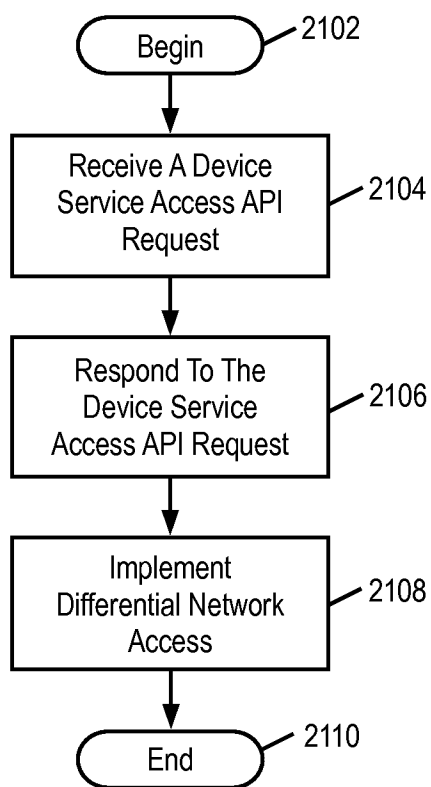 Begin
2102
Receive A Device
Service Access API
Request
2104
Respond To The
Device Service
Access API Request
2106
Implement
Differential Network
Access
2108
End
2110